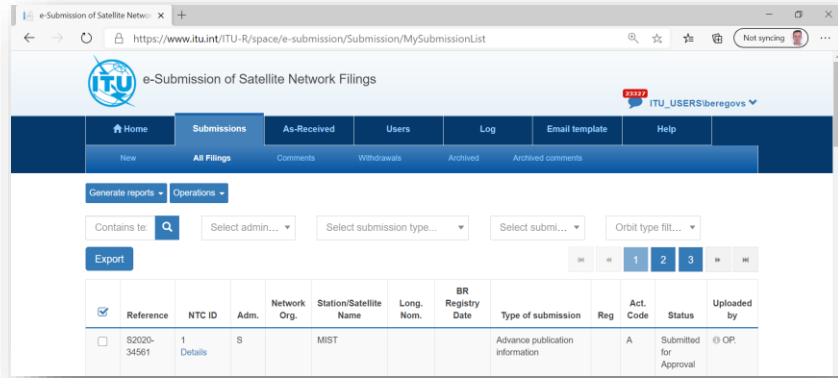 e-Submission of Satellite Netwo
https://www.itu.int/ITU-R/space/e-submission/Submission/MySubmissionList
Not syncing
ITU
e-Submission of Satellite Network Filings
23327
ITU_USERS\beregovs
Home Submissions As-Received Users Log Email template Help
New All Filings Comments Withdrawals Archived Archived comments
Generate reports Operations
Contains te: Select admin... Select submission type... Select submi... Orbit type filt...
Export 1 2 3
Reference NTC ID Adm. Network Org. Station/Satellite Name Long. Nom. BR Registry Date Type of submission Reg Act. Code Status Uploaded by
S2020-34561 1 Details S MIST Advance publication information A Submitted for Approval OP.